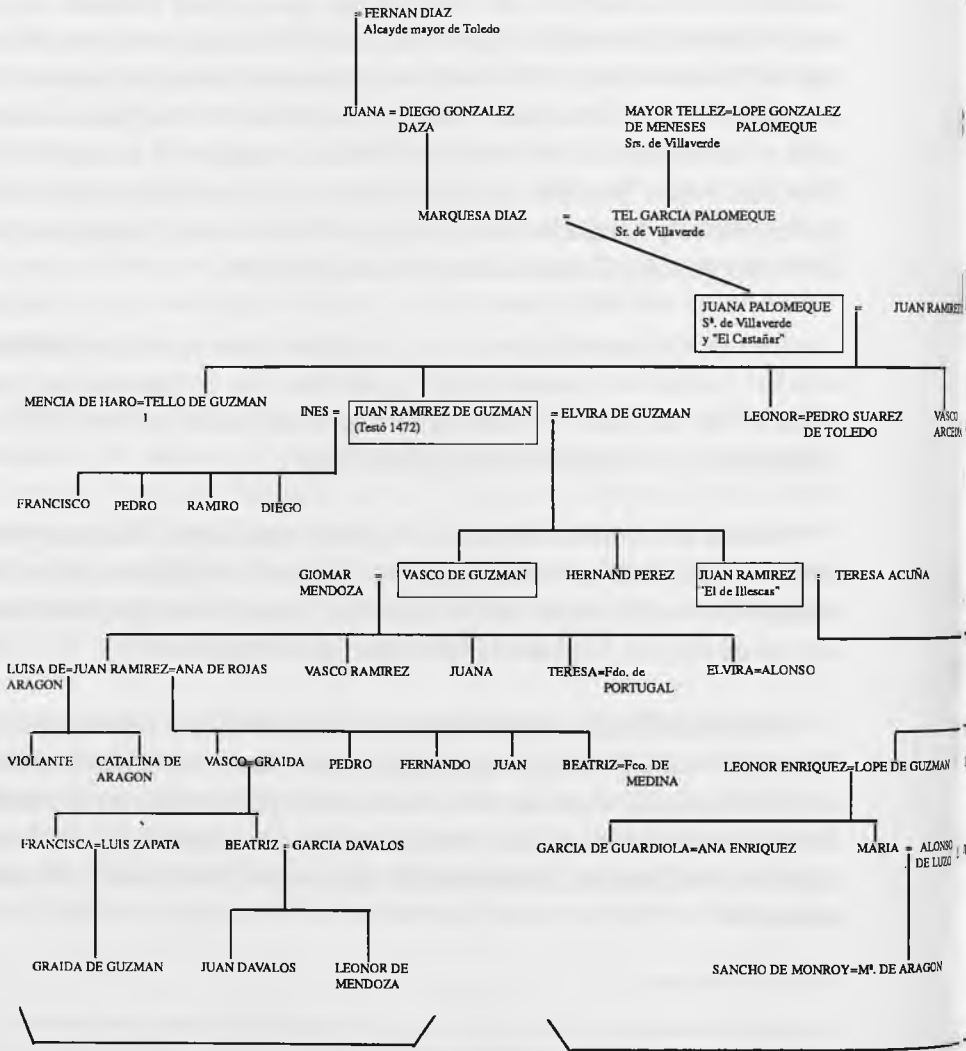 = FERNAN DIAZ
Alcayde mayor de Toledo
JUANA = DIEGO GONZALEZ
DAZA
MAYOR TELLEZ=LOPE GONZALEZ
DE MENESES PALOMEQUE
Srs. de Villaverde
MARQUESA DIAZ = TEL GARCIA PALOMEQUE
Sr. de Villaverde
JUANA PALOMEQUE = JUAN RAMIREZ
Sª. de Villaverde
y "El Castañar"
MENCIA DE HARO=TELLO DE GUZMAN
1
INES = JUAN RAMIREZ DE GUZMAN = ELVIRA DE GUZMAN
(Testó 1472)
LEONOR=PEDRO SUAREZ
DE TOLEDO
VASCO
FRANCISCO PEDRO RAMIRO DIEGO
GIOMAR = VASCO DE GUZMAN
MENDOZA
HERNAND PEREZ
JUAN RAMIREZ = TERESA ACUÑA
"El de Illescas"
LUISA DE=JUAN RAMIREZ=ANA DE ROJAS
ARAGON
VASCO RAMIREZ JUANA TERESA=Fdo. de
PORTUGAL
ELVIRA=ALONSO
VIOLANTE CATALINA DE
ARAGON
VASCO=GRAIDA PEDRO FERNANDO JUAN BEATRIZ=Fco. DE
MEDINA
LEONOR ENRIQUEZ=LOPE DE GUZMAN
FRANCISCA=LUIS ZAPATA BEATRIZ = GARCIA DAVALOS
GARCIA DE GUARDIOLA=ANA ENRIQUEZ MARIA = ALONSO
DE LUZO
GRAIDA DE GUZMAN JUAN DAVALOS LEONOR DE
MENDOZA
SANCHO DE MONROY=Mª. DE ARAGON